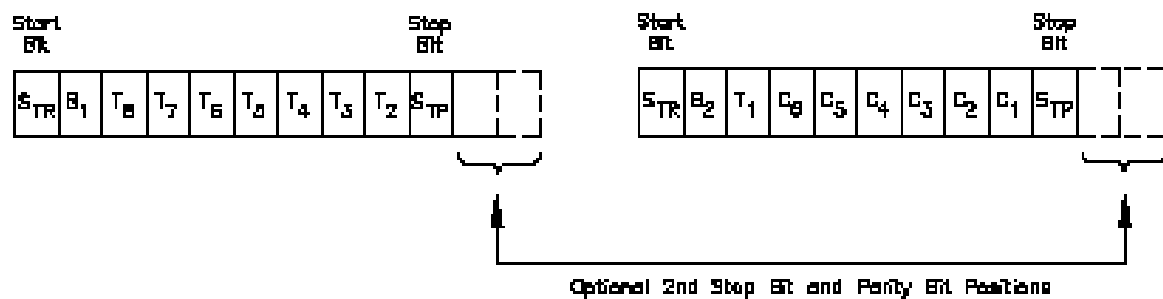 Start Bit
Stop Bit
Start Bit
Stop Bit
STR B1 T8 T7 T6 T5 T4 T3 T2 STP
STR B2 T1 C6 C5 C4 C3 C2 C1 STP
Optional 2nd Stop Bit and Parity Bit Positions